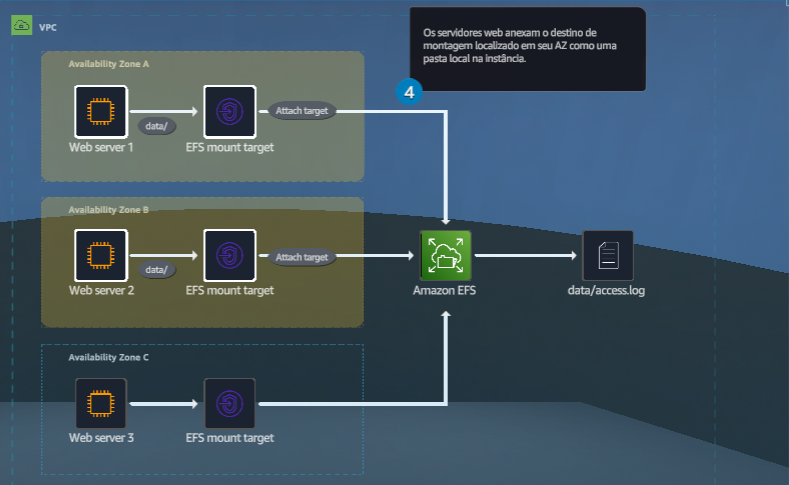 VPC
Os servidores web anexam o destino de
montagem localizado em seu AZ como uma
pasta local na instância.
4
Availability Zone A
data/
Attach target
Web server 1
EFS mount target
Availability Zone B
data/
Attach target
Web server 2
EFS mount target
Amazon EFS
data/access.log
Availability Zone C
Web server 3
EFS mount target